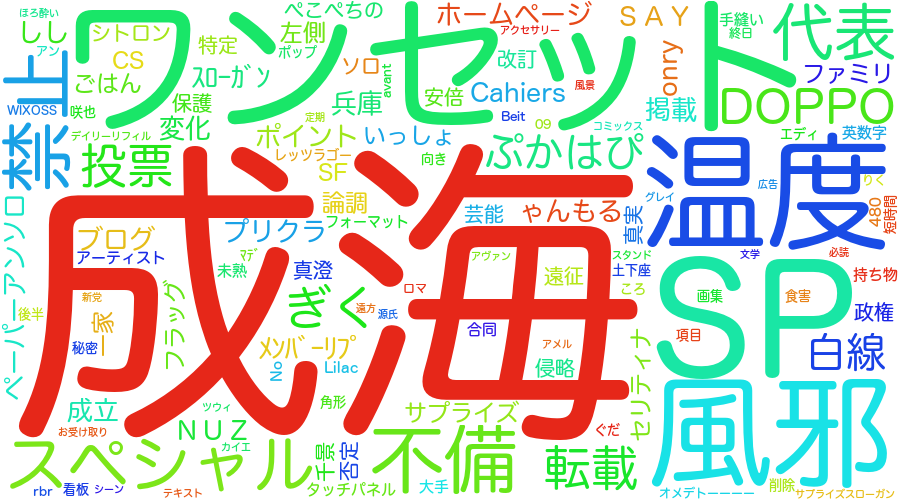 ほろ酔い
しし
アン
シトロン
CS
ごはん
WIXOSS
咲也
デイリーリフィル
禁止
ワンセット
ぺこぺちの
左側
特定
ポップ
ｽﾛｰｶﾞﾝ
保護
変化
ソロ
兵庫
avant
安倍
定期
ポイント
いっしょ
レッツラゴー
SF
向き
ホームページ
アクセサリー
改訂
Cahiers
風景
Beit
09
コミックス
ＳＡＹ
onry
掲載
手縫い
終日
代表
ファミリ
DOPPO
エディ
英数字
ぷかはぴ
投票
論調
フォーマット
プリクラ
芸能
ゃんもる
真実
グレイ
広告
りく
480
短時間
温度
成海
ブログ
アーティスト
未熟
ﾏﾃﾞ
真澄
ペーパーアンソロ
後半
新党
一家
秘密
フラッグ
ぎく
遠方
源氏
ロマ
アヴァン
遠征
スタンド
土下座
文学
必読
持ち物
ころ
画集
食害
政権
SP
合同
項目
白線
ﾒﾝﾊﾞｰﾘﾌﾟ
アメル
No
Lilac
侵略
セリティナ
成立
ツウィ
角形
サプライズ
お受け取り
ＮＵＺ
カイエ
ぐだ
風邪
スペシャル
千景
否定
不備
転載
rbr
看板
シーン
テキスト
タッチパネル
大手
オメデトーーーー
削除
サプライズスローガン